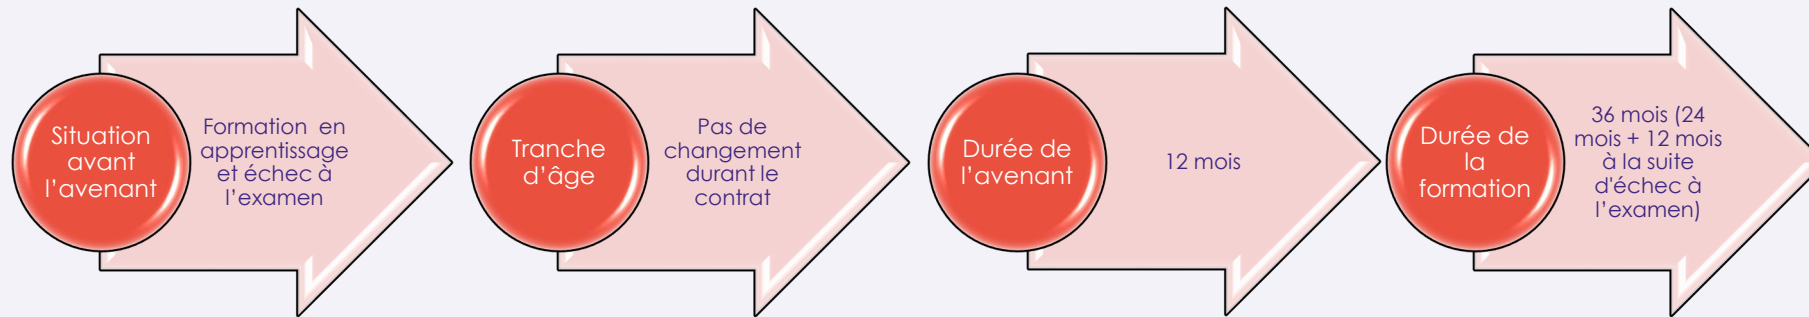 Situation
avant
l’avenant
Formation en
apprentissage
et échec à
l’examen
Tranche
d’âge
Pas de
changement
durant le
contrat
Durée de
l’avenant
12 mois
Durée de
la
formation
36 mois (24
mois + 12 mois
à la suite
d'échec à
l’examen)